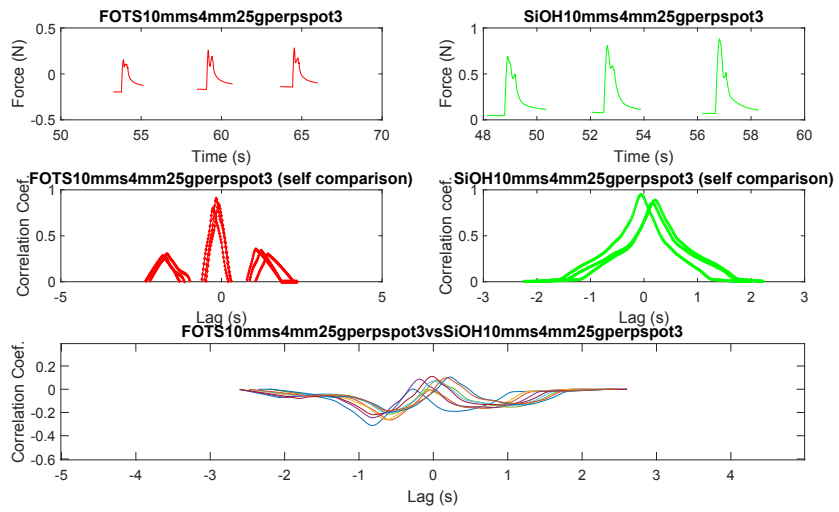 FOTS10mms4mm25gperpspot3
Force (N)
0.5
0
-0.5
50 55 60 65 70
Time (s)
SiOH10mms4mm25gperpspot3
Force (N)
1
0.5
0
48 50 52 54 56 58 60
Time (s)
FOTS10mms4mm25gperpspot3 (self comparison)
Correlation Coef.
1
0.5
0
-5 0 5
Lag (s)
SiOH10mms4mm25gperpspot3 (self comparison)
Correlation coef.
1
0.5
0
-3 -2 -1 0 1 2 3
Lag (s)
FOTS10mms4mm25gperpspot3vsSiOH10mms4mm25gperpspot3
Correlation Coef.
0.2
0
-0.2
-0.4
-0.6
-5 -4 -3 -2 -1 0 1 2 3 4
Lag (s)